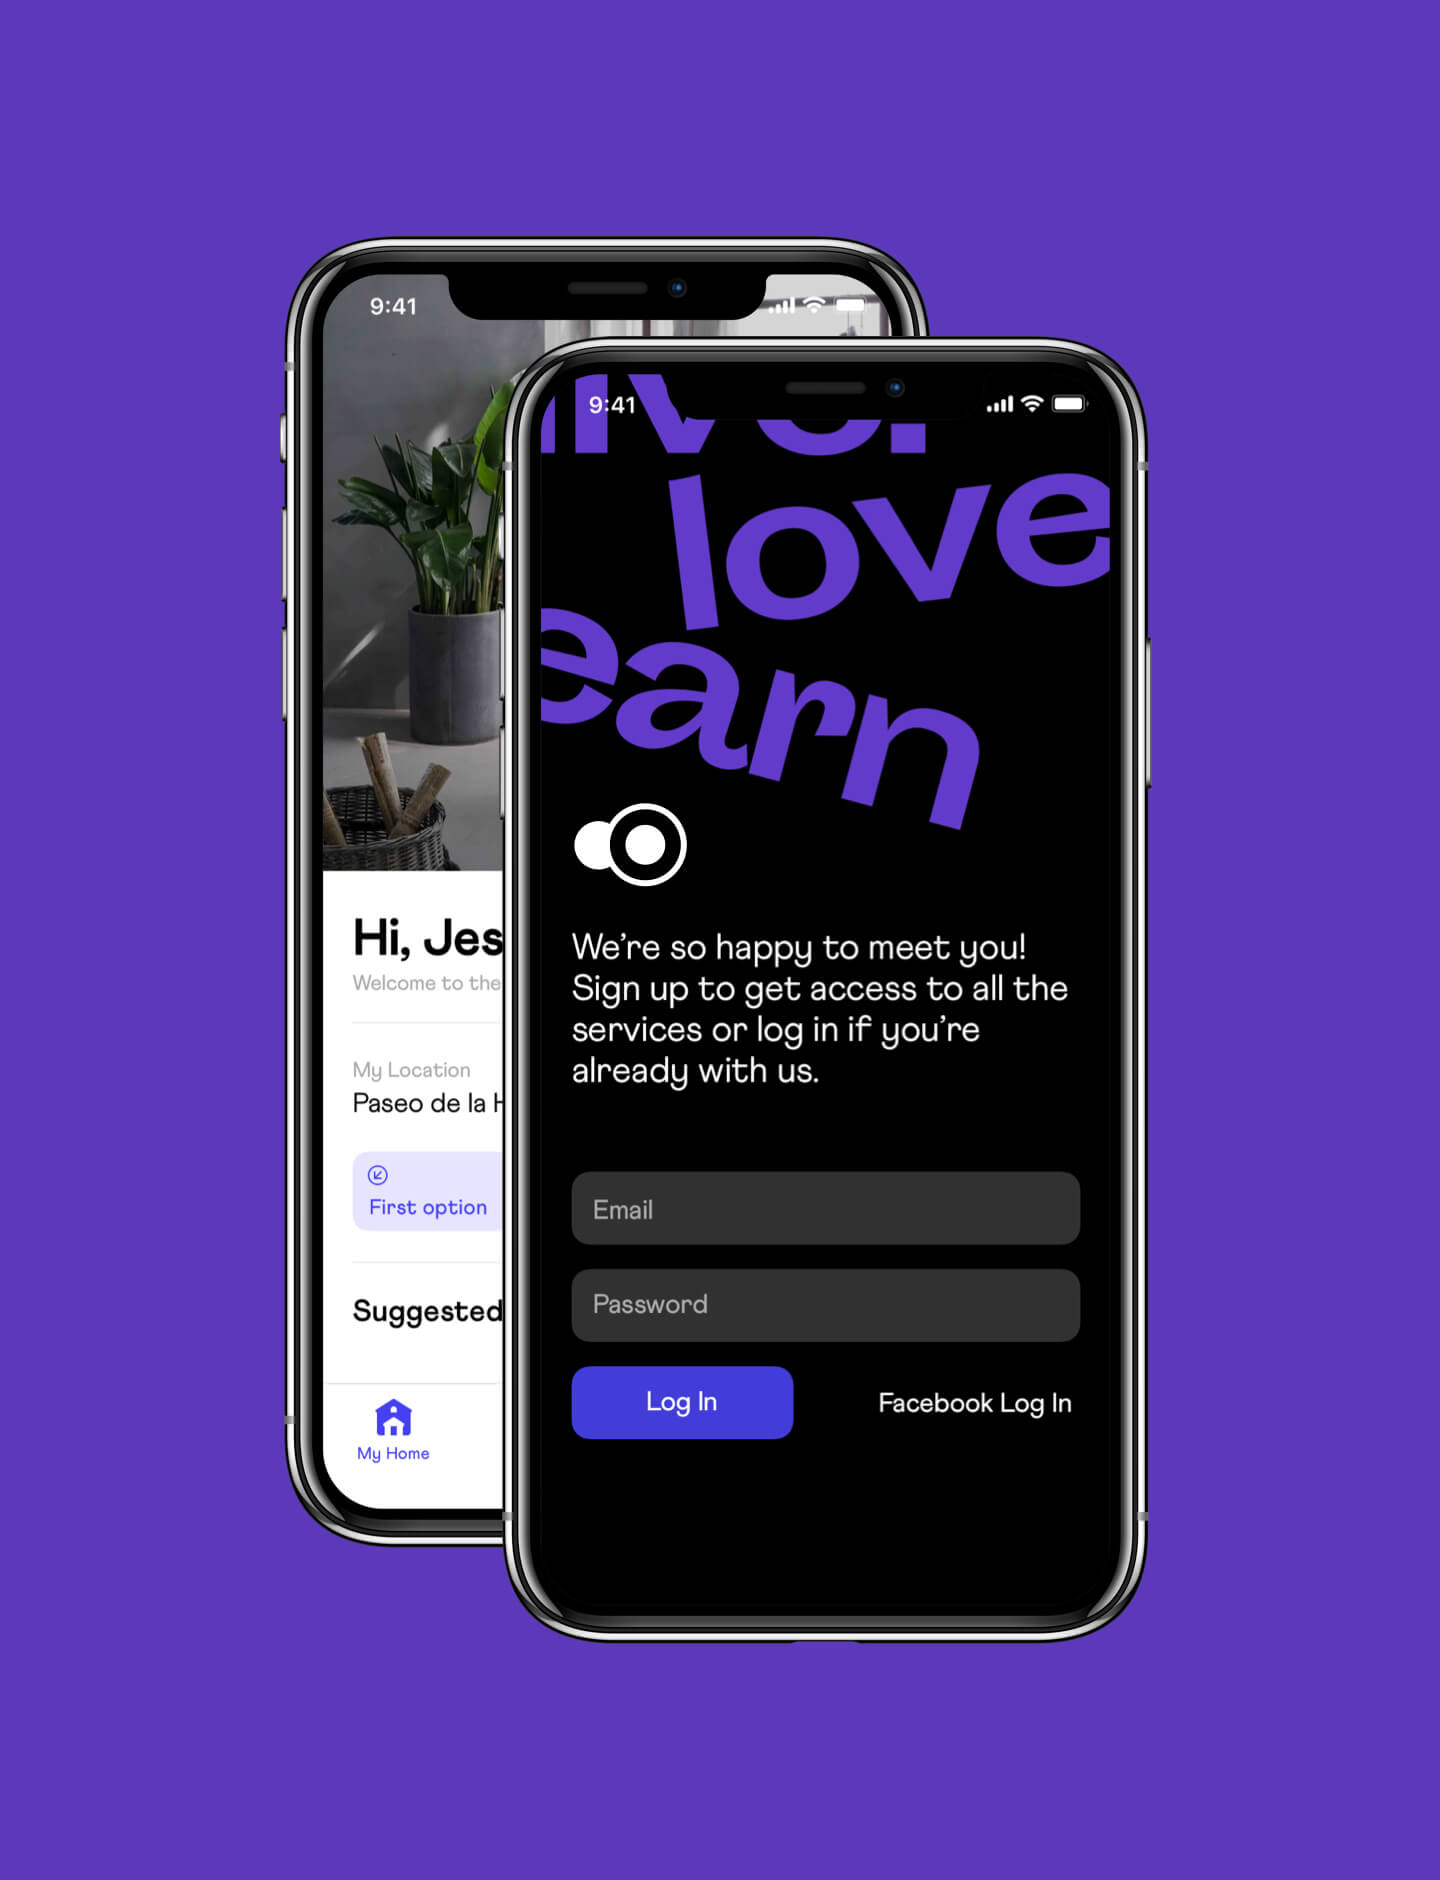 9:41
Hi, Jes
Welcome to the
My Location
Paseo de la H
First option
Suggested
My Home
9:41
live.
love
earn
We're so happy to meet you!
Sign up to get access to all the
services or log in if you're
already with us.
Email
Password
Log In
Facebook Log In